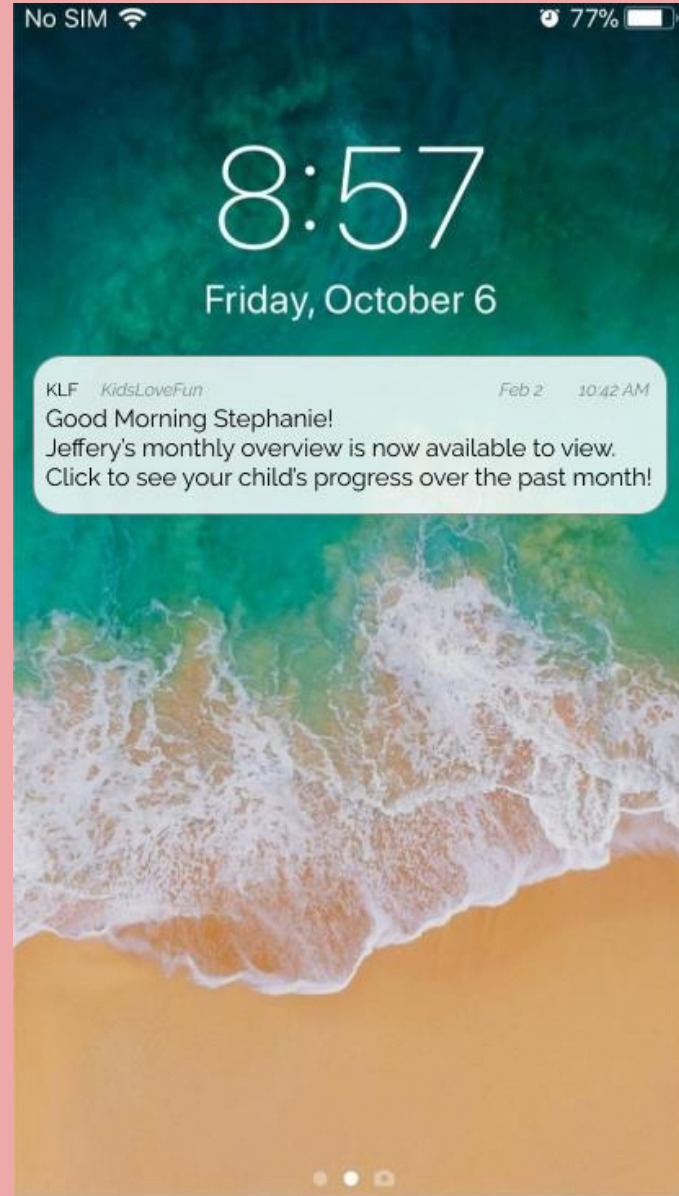 No SIM 77%
8:57
Friday, October 6
KLF KidsLoveFun Feb 2 10:42 AM
Good Morning Stephanie!
Jeffery's monthly overview is now available to view.
Click to see your child's progress over the past month!